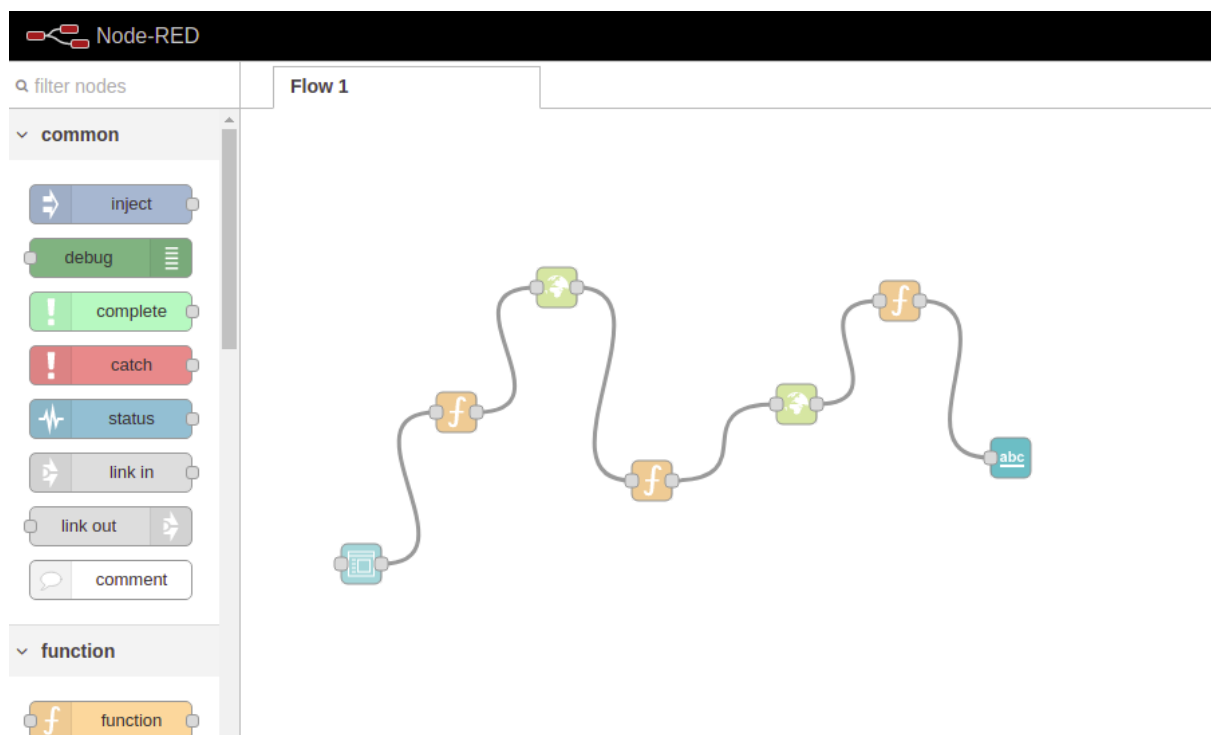 Node-RED
filter nodes
Flow 1
common
inject
debug
complete
catch
status
link in
link out
comment
function
function
abc